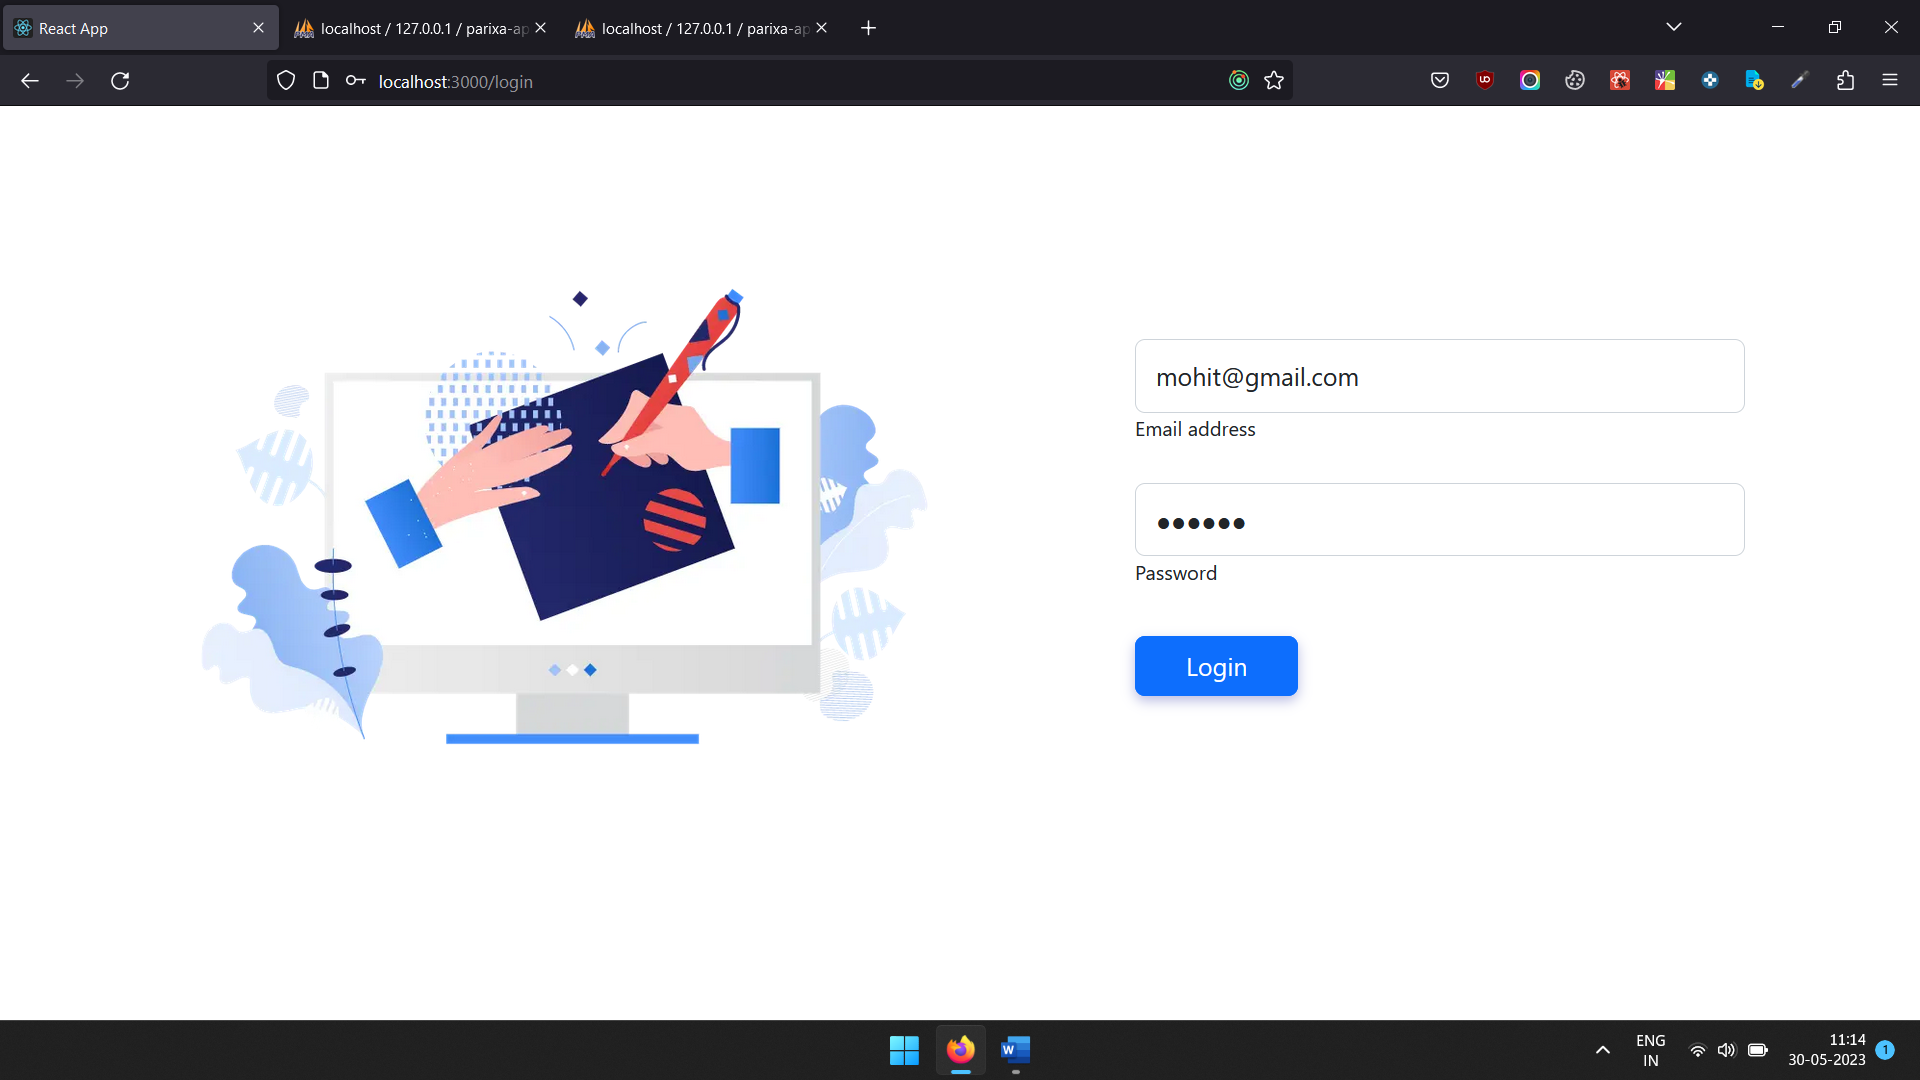 React App
localhost / 127.0.0.1 / parixa-ap
localhost / 127.0.0.1 / parixa-ap
localhost:3000/login
mohit@gmail.com
Email address
••••••
Password
Login
ENG
IN
11:14
30-05-2023
1